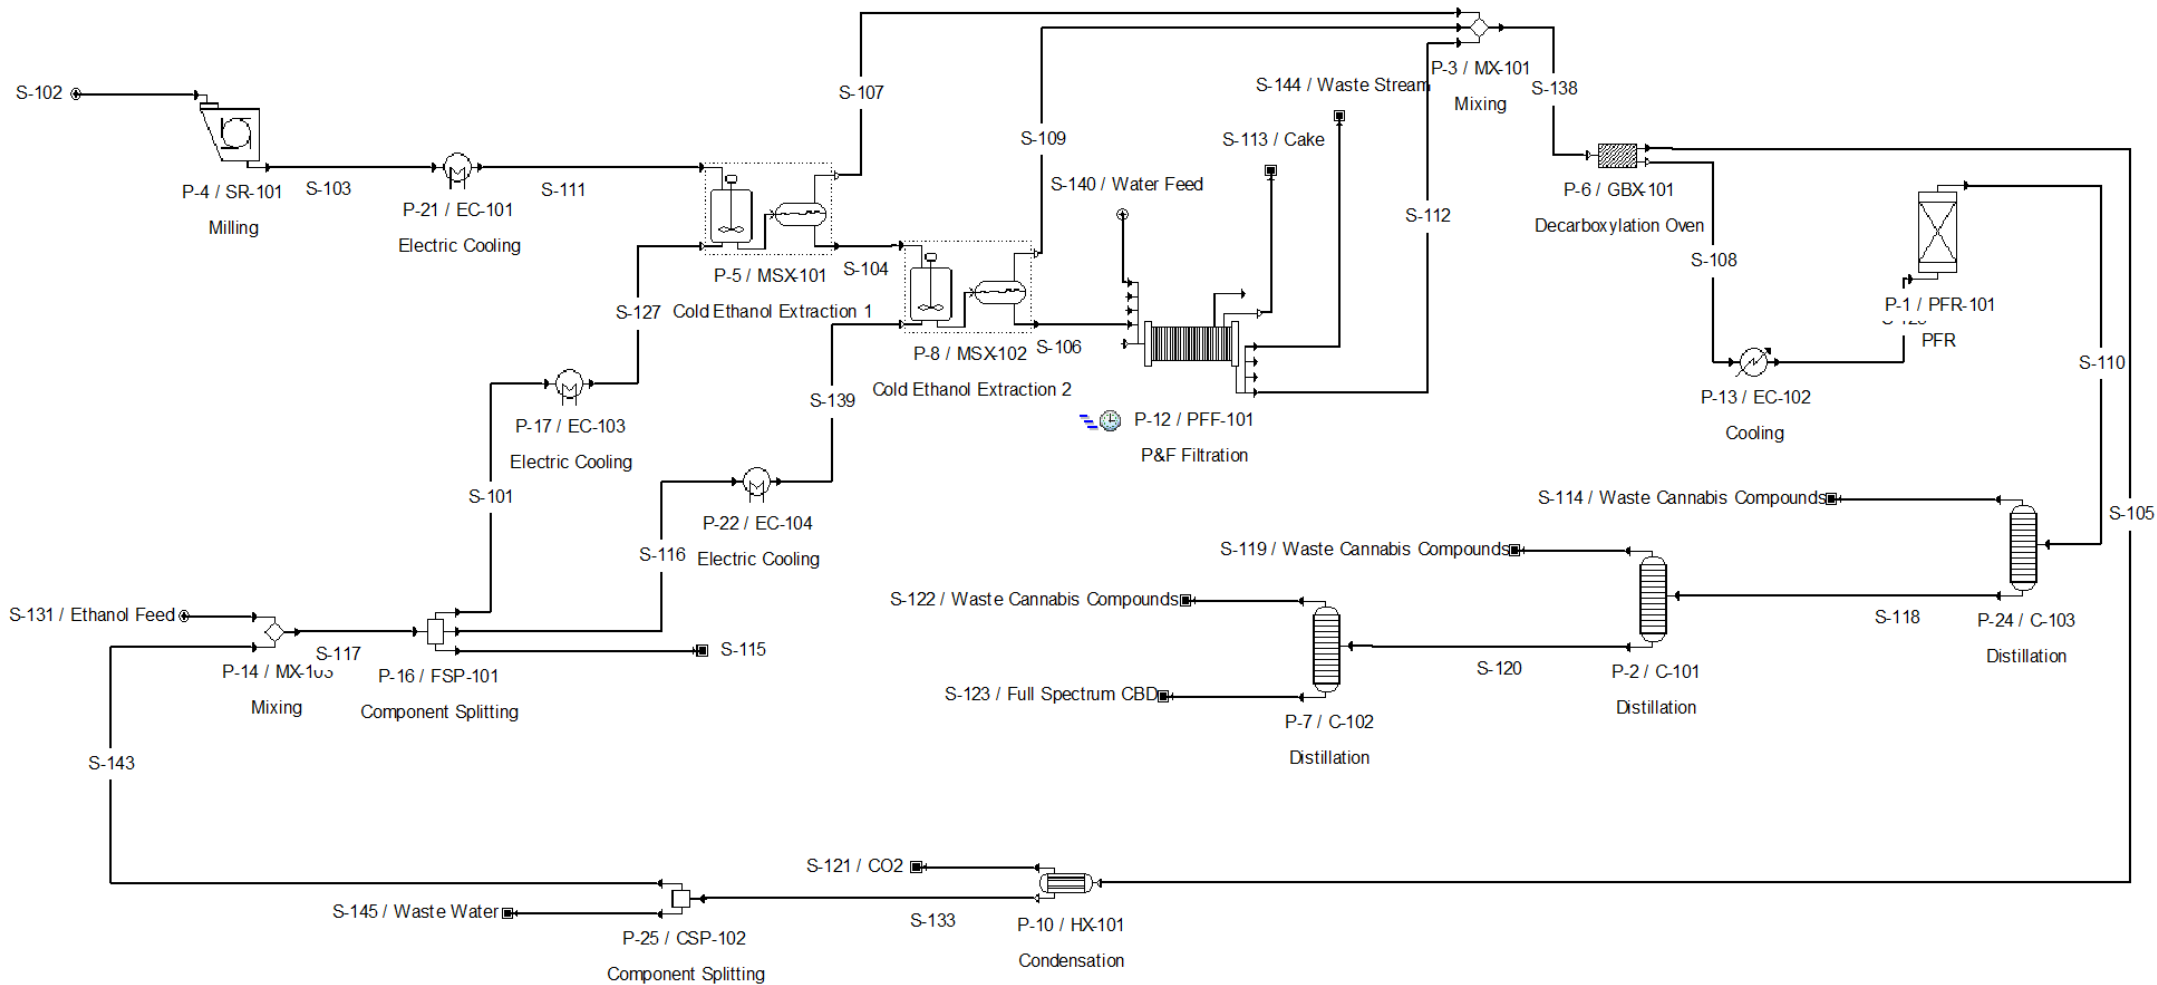 S-102
P-4 / SR-101
Milling
S-103
P-21 / EC-101
Electric Cooling
S-111
S-107
P-5 / MSX-101
Cold Ethanol Extraction 1
S-104
S-127
S-109
P-8 / MSX-102
Cold Ethanol Extraction 2
S-106
S-139
S-140 / Water Feed
S-113 / Cake
S-144 / Waste Stream
P-12 / PFF-101
P&F Filtration
S-112
P-3 / MX-101
Mixing
S-138
P-6 / GBX-101
Decarboxylation Oven
S-108
P-1 / PFR-101
PFR
P-13 / EC-102
Cooling
S-110
S-105
P-17 / EC-103
Electric Cooling
S-101
P-22 / EC-104
Electric Cooling
S-116
S-131 / Ethanol Feed
P-14 / MX-103
Mixing
S-117
P-16 / FSP-101
Component Splitting
S-115
S-114 / Waste Cannabis Compounds
P-24 / C-103
Distillation
S-118
S-119 / Waste Cannabis Compounds
P-2 / C-101
Distillation
S-120
S-122 / Waste Cannabis Compounds
S-123 / Full Spectrum CBD
P-7 / C-102
Distillation
S-143
S-121 / CO2
P-10 / HX-101
Condensation
S-133
S-145 / Waste Water
P-25 / CSP-102
Component Splitting